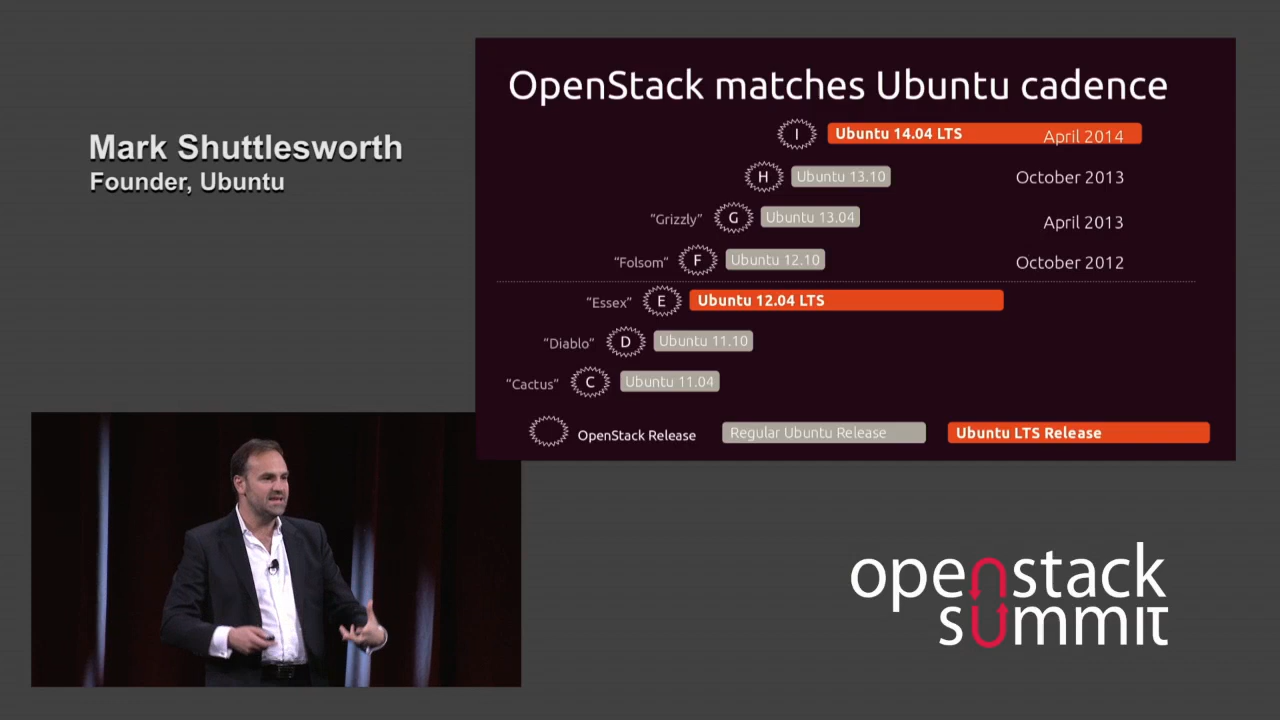 Mark Shuttlesworth
Founder, Ubuntu
OpenStack matches Ubuntu cadence
I Ubuntu 14.04 LTS April 2014
H Ubuntu 13.10 October 2013
“Grizzly” G Ubuntu 13.04 April 2013
“Folsom” F Ubuntu 12.10 October 2012
“Essex” E Ubuntu 12.04 LTS
“Diablo” D Ubuntu 11.10
“Cactus” C Ubuntu 11.04
OpenStack Release Regular Ubuntu Release Ubuntu LTS Release
openstack
summit